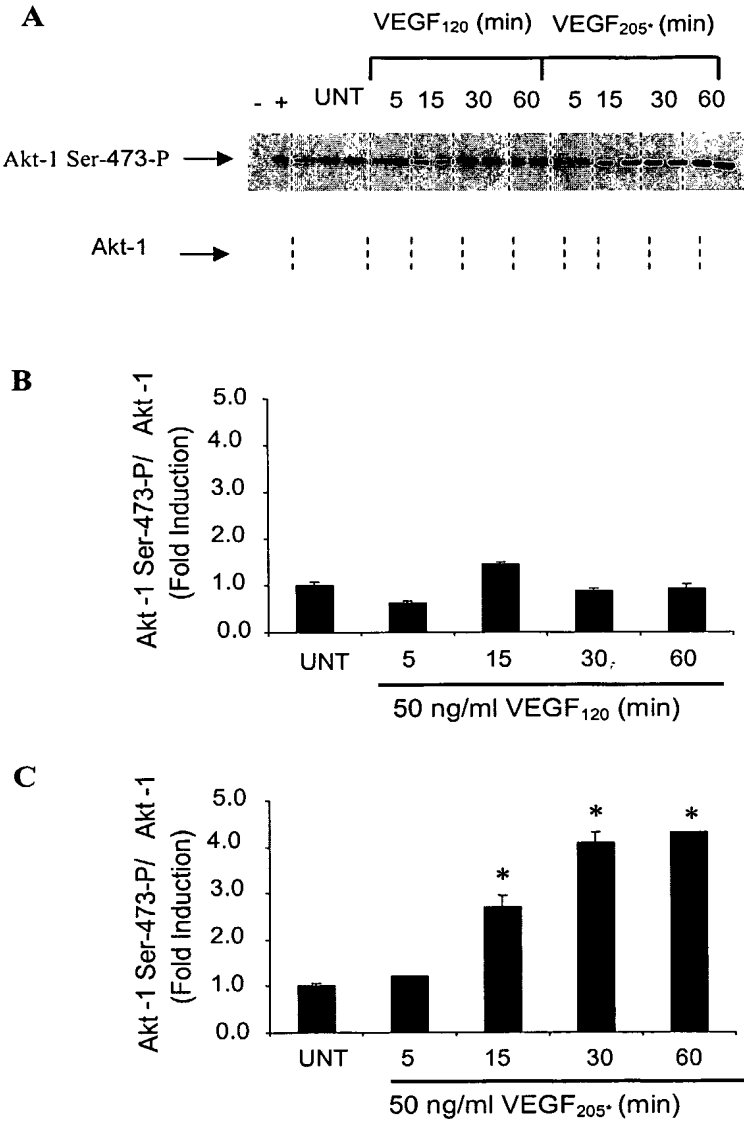 A
VEGF120 (min) VEGF205* (min)
- + UNT 5 15 30 60 5 15 30 60
Akt-1 Ser-473-P
Akt-1
B
Akt -1 Ser-473-P/ Akt -1
(Fold Induction)
5.0
4.0
3.0
2.0
1.0
0.0
UNT 5 15 30 60
50 ng/ml VEGF120 (min)
C
Akt -1 Ser-473-P/ Akt -1
(Fold Induction)
5.0
4.0
3.0
2.0
1.0
0.0
* * *
UNT 5 15 30 60
50 ng/ml VEGF205* (min)